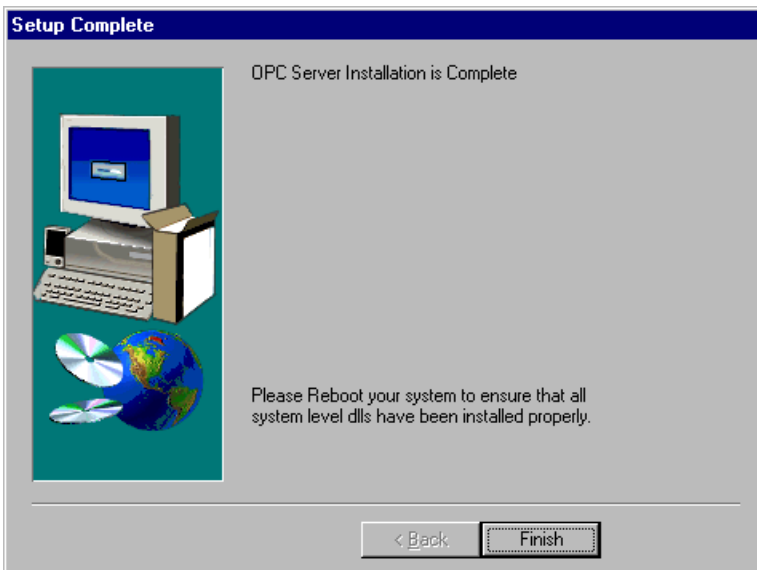 Setup Complete
OPC Server Installation is Complete
Please Reboot your system to ensure that all
system level dlls have been installed properly.
< Back
Finish